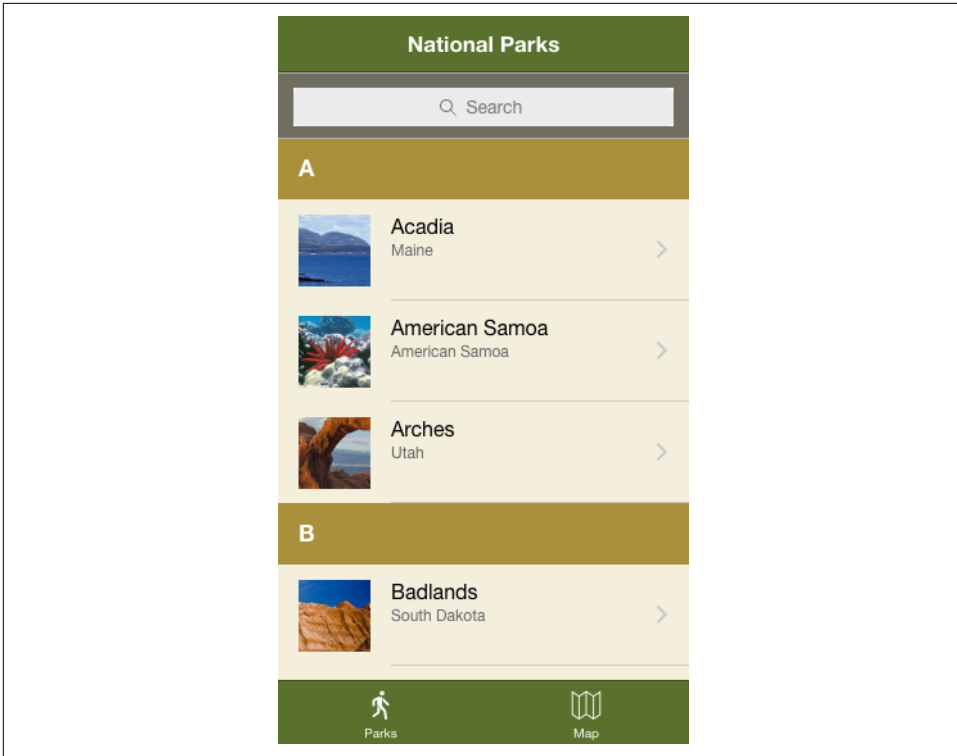 National Parks
Search
A
Acadia
Maine
American Samoa
American Samoa
Arches
Utah
B
Badlands
South Dakota
Parks
Map